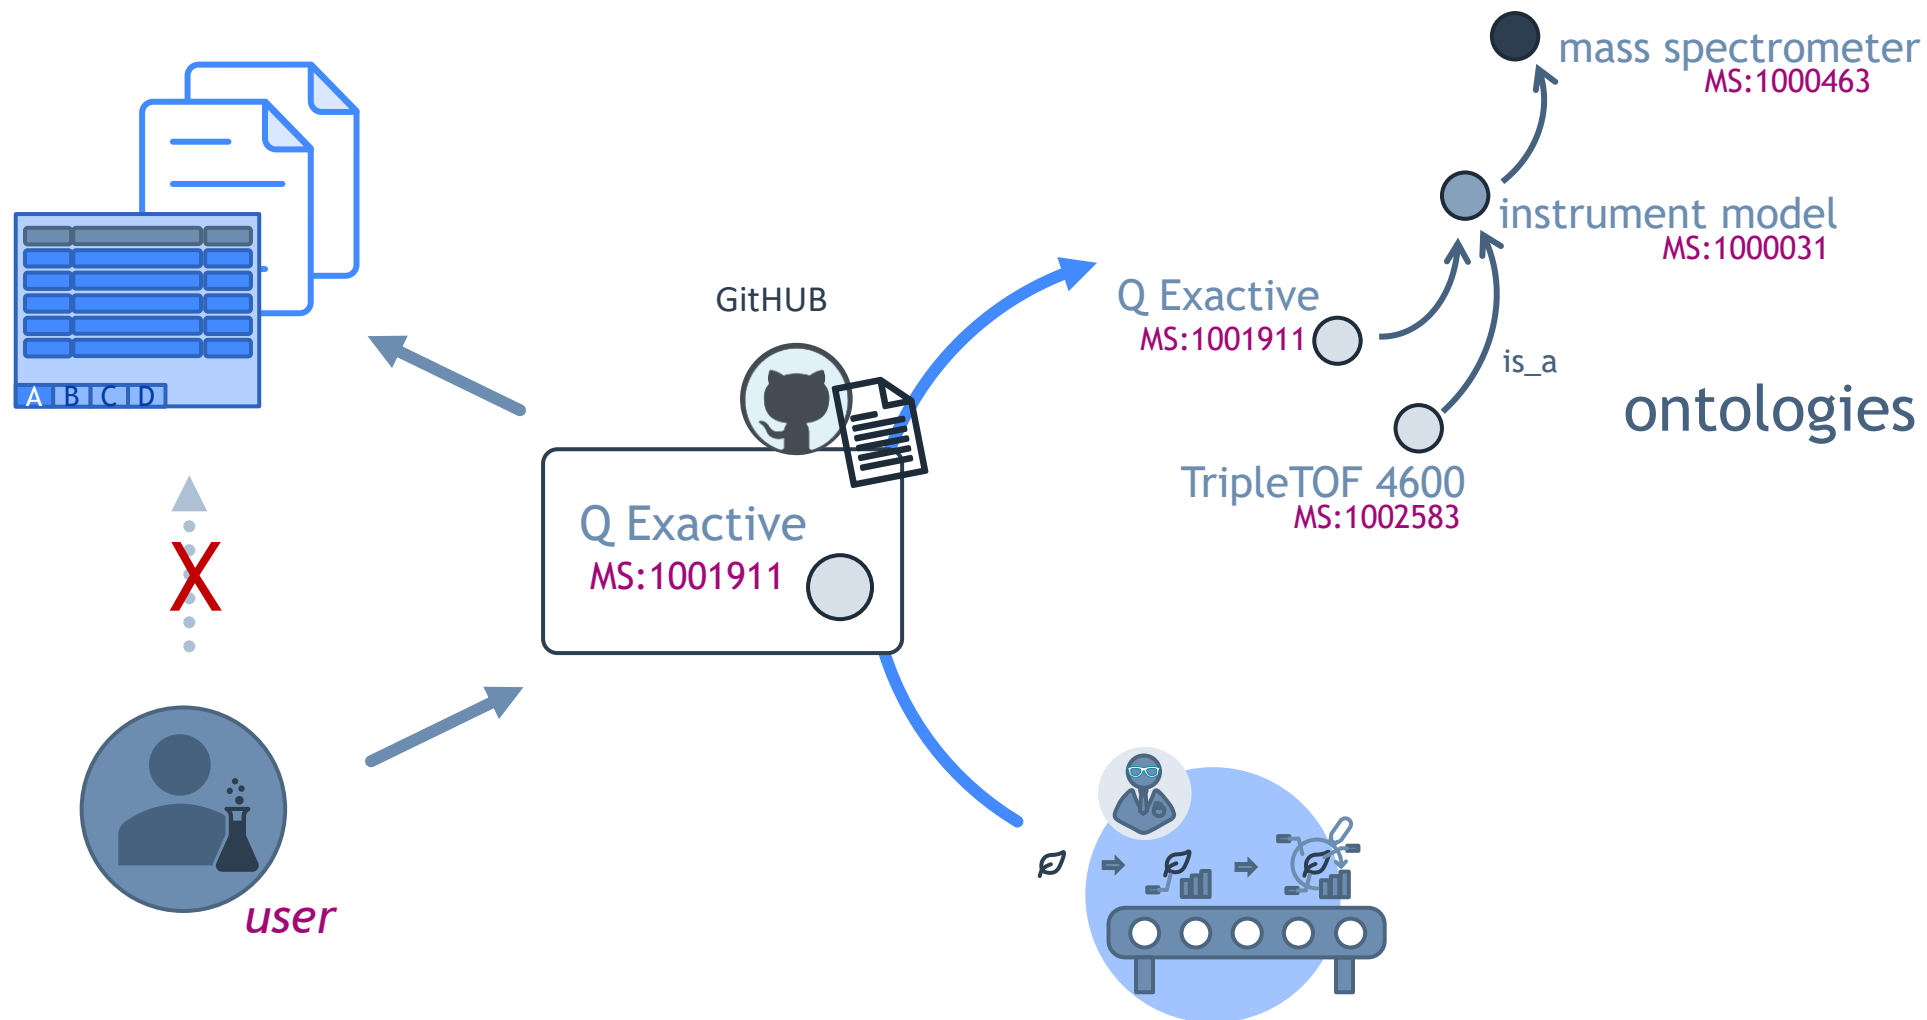 mass spectrometer
MS:1000463
instrument model
MS:1000031
Q Exactive
MS:1001911
is_a
ontologies
TripleTOF 4600
MS:1002583
GitHUB
A B C D
Q Exactive
MS:1001911
X
user